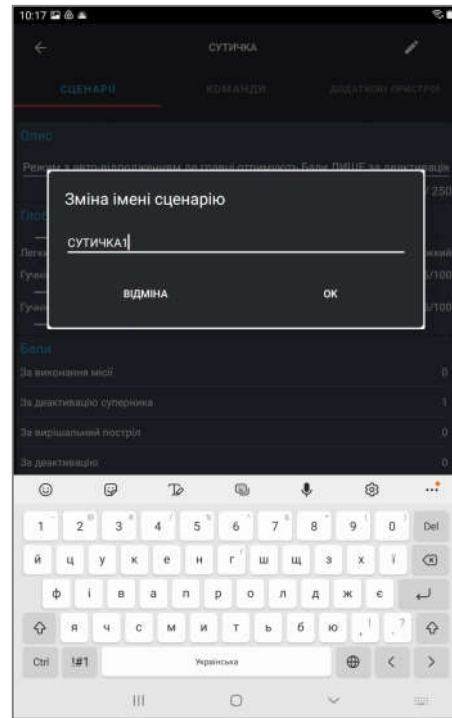 10:17
СУТИЧКА
СЦЕНАРІЇ КОМАНДИ ДОДАТКОВІ ПРИСТРОЇ
Опис
Режим з авто-відродженням де гравці отримують Бали ЛИШЕ за деактивацію
/ 250
Зміна імені сценарію
СУТИЧКА1
ВІДМІНА ОК
/100
/100
Бали
За виконання місії 0
За деактивацію суперника 1
За вирішальний постріл 0
За деактивацію 0
1 2 3 4 5 6 7 8 9 0 Del
й ц у к е н г ш щ з х ї
ф і в а п р о л д ж є
я ч с м и т ь б ю , ! . ?
Ctrl !#1 Українська < >